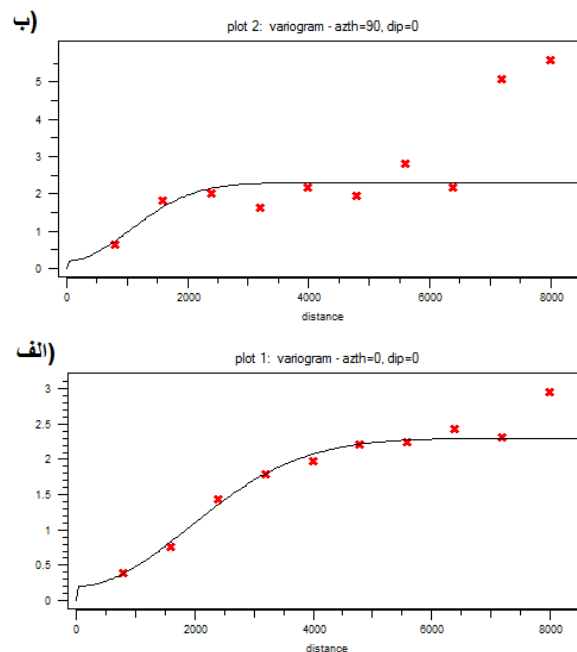 ب)
plot 2: variogram - azth=90, dip=0
5
4
3
2
1
0
0 2000 4000 6000 8000
distance
الف)
plot 1: variogram - azth=0, dip=0
3
2.5
2
1.5
1
0.5
0
0 2000 4000 6000 8000
distance